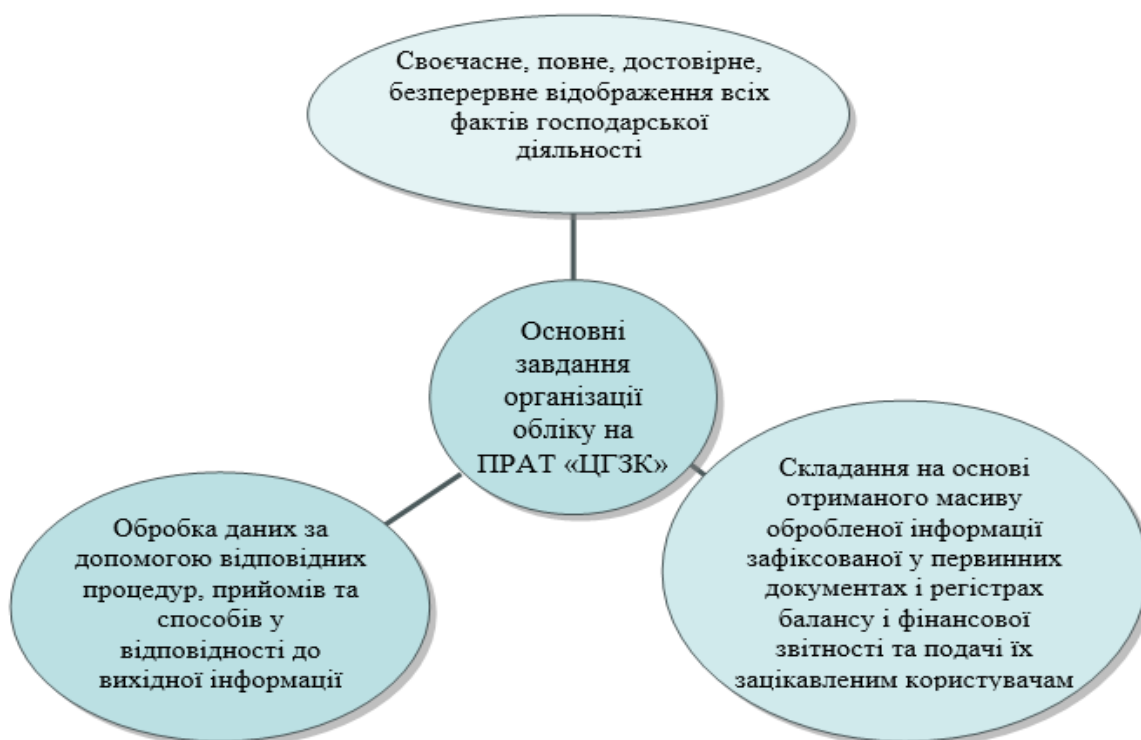 Своєчасне, повне, достовірне,
безперервне відображення всіх
фактів господарської
діяльності
Основні
завдання
організації
обліку на
ПРАТ «ЦГЗК»
Обробка даних за
допомогою відповідних
процедур, прийомів та
способів у
відповідності до
вихідної інформації
Складання на основі
отриманого масиву
обробленої інформації
зафіксованої у первинних
документах і регістрах
балансу і фінансової
звітності та подачі їх
зацікавленим користувачам